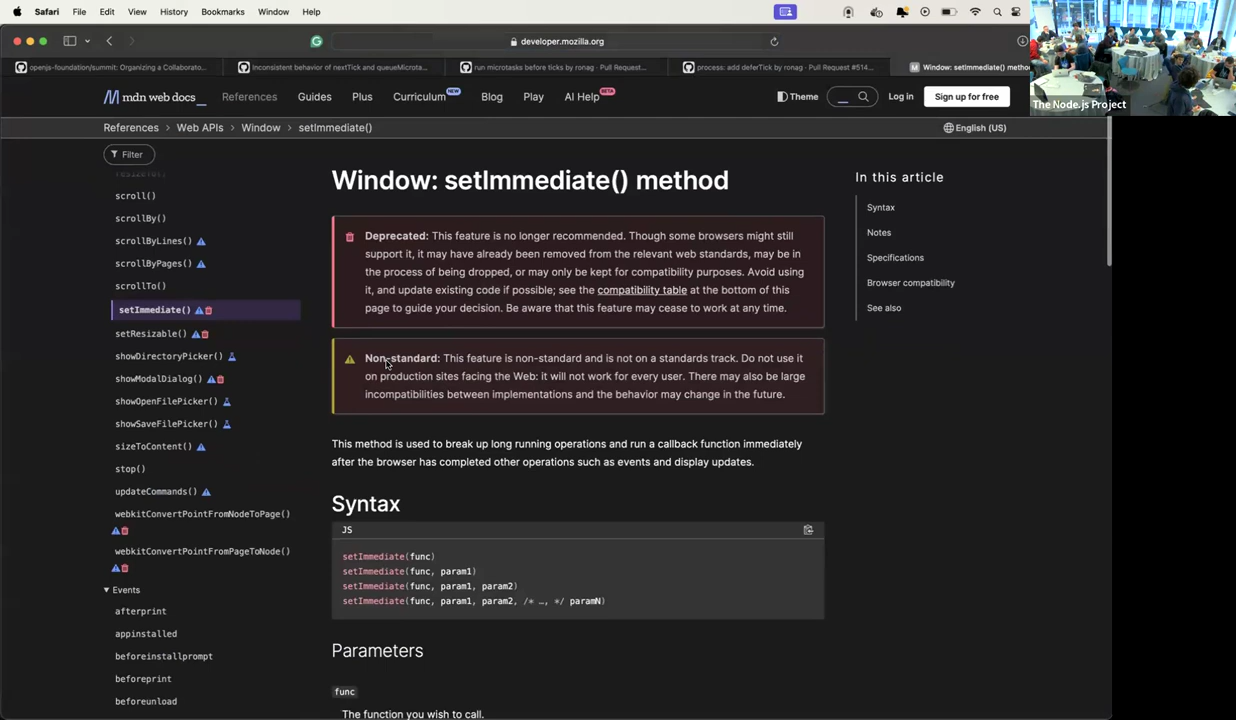 Safari File Edit View History Bookmarks Window Help
developer.mozilla.org
openjs-foundation/summit: Organizing a Collaborato...
Inconsistent behavior of nextTick and queueMicrota...
run microtasks before ticks by ronag · Pull Request...
process: add deferTick by ronag · Pull Request #514...
Window: setImmediate() metho
mdn web docs_
References
Guides
Plus
Curriculum NEW
Blog
Play
AI Help BETA
Theme
Log in
Sign up for free
The Node.js Project
References > Web APIs > Window > setImmediate()
English (US)
Filter
scroll()
scrollBy()
scrollByLines()
scrollByPages()
scrollTo()
setImmediate()
setResizable()
showDirectoryPicker()
showModalDialog()
showOpenFilePicker()
showSaveFilePicker()
sizeToContent()
stop()
updateCommands()
webkitConvertPointFromNodeToPage()
webkitConvertPointFromPageToNode()
Events
afterprint
appinstalled
beforeinstallprompt
beforeprint
beforeunload
Window: setImmediate() method
Deprecated: This feature is no longer recommended. Though some browsers might still
support it, it may have already been removed from the relevant web standards, may be in
the process of being dropped, or may only be kept for compatibility purposes. Avoid using
it, and update existing code if possible; see the compatibility table at the bottom of this
page to guide your decision. Be aware that this feature may cease to work at any time.
Non-standard: This feature is non-standard and is not on a standards track. Do not use it
on production sites facing the Web: it will not work for every user. There may also be large
incompatibilities between implementations and the behavior may change in the future.
This method is used to break up long running operations and run a callback function immediately
after the browser has completed other operations such as events and display updates.
Syntax
JS
setImmediate(func)
setImmediate(func, param1)
setImmediate(func, param1, param2)
setImmediate(func, param1, param2, /* …, */ paramN)
Parameters
func
The function you wish to call.
In this article
Syntax
Notes
Specifications
Browser compatibility
See also